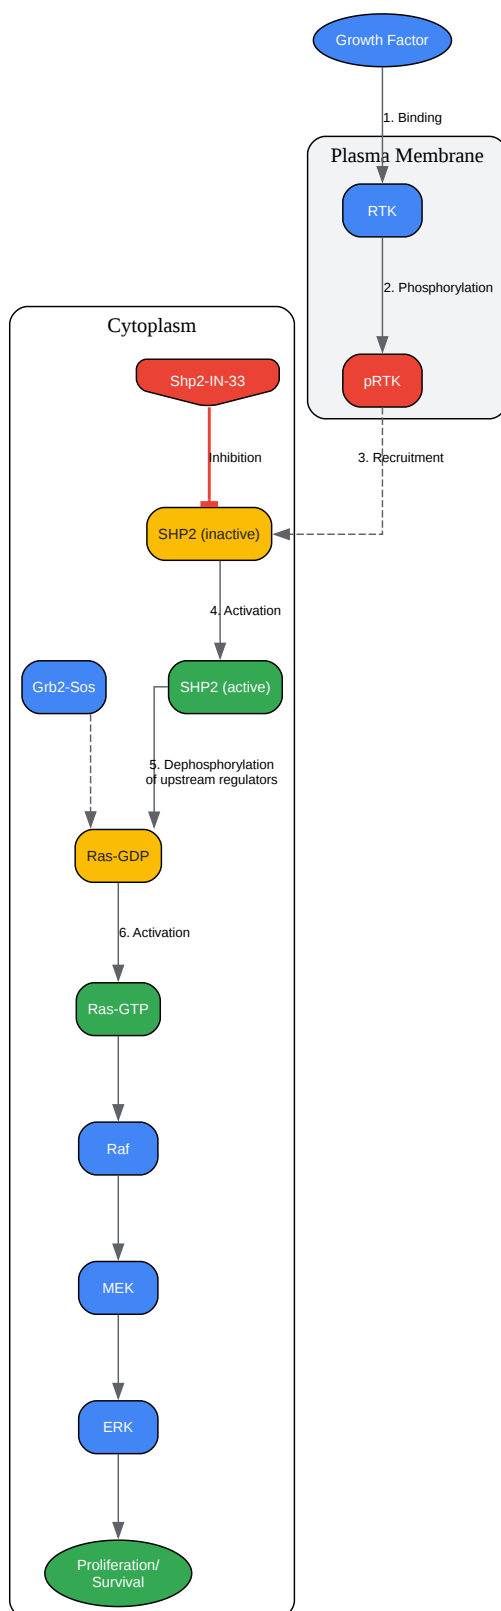 Growth Factor
1. Binding
Plasma Membrane
RTK
2. Phosphorylation
Cytoplasm
Shp2-IN-33
pRTK
Inhibition
3. Recruitment
SHP2 (inactive)
4. Activation
Grb2-Sos
SHP2 (active)
5. Dephosphorylation
of upstream regulators
Ras-GDP
6. Activation
Ras-GTP
Raf
MEK
ERK
Proliferation/
Survival